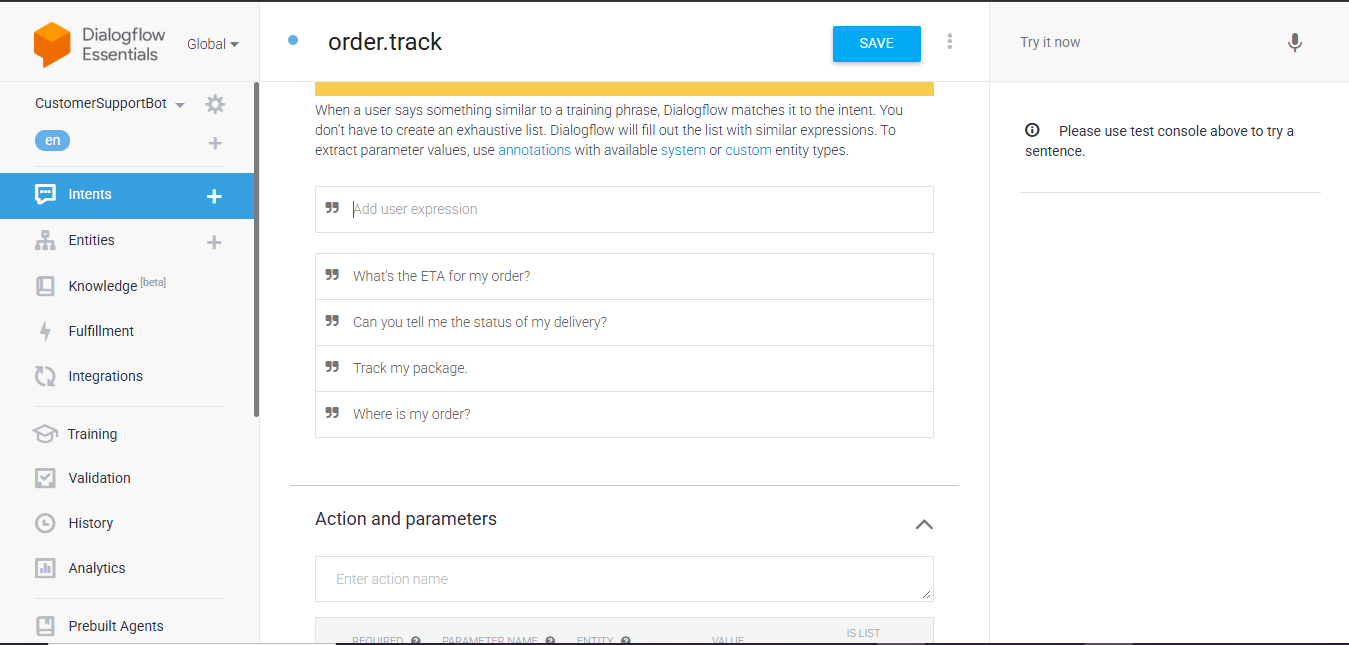 Dialogflow
Essentials
Global
order.track
SAVE
Try it now
CustomerSupportBot
en
Intents
Entities
Knowledge [beta]
Fulfillment
Integrations
Training
Validation
History
Analytics
Prebuilt Agents
When a user says something similar to a training phrase, Dialogflow matches it to the intent. You
don't have to create an exhaustive list. Dialogflow will fill out the list with similar expressions. To
extract parameter values, use annotations with available system or custom entity types.
Add user expression
What's the ETA for my order?
Can you tell me the status of my delivery?
Track my package.
Where is my order?
Action and parameters
Enter action name
REQUIRED PARAMETER NAME ENTITY VALUE IS LIST
Please use test console above to try a
sentence.